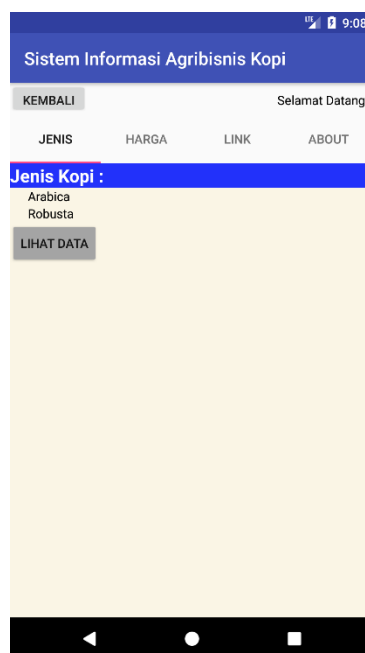 LTE 9:08
Sistem Informasi Agribisnis Kopi
KEMBALI Selamat Datang
JENIS HARGA LINK ABOUT
Jenis Kopi :
Arabica
Robusta
LIHAT DATA